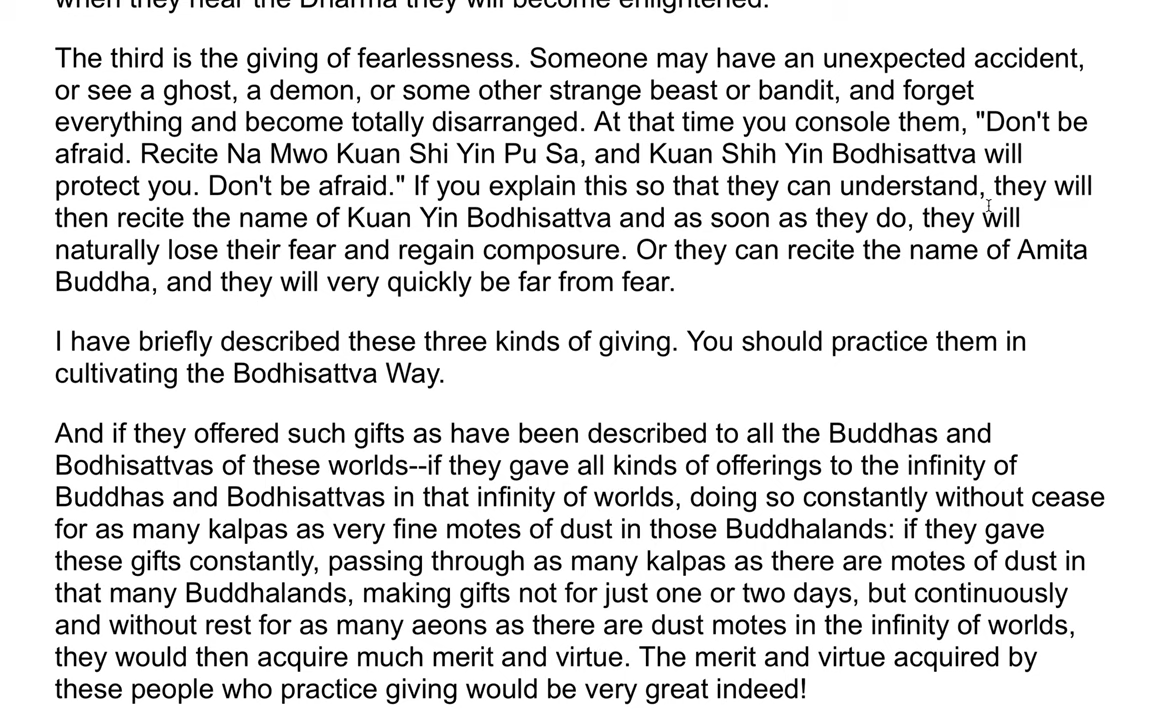 when they hear the Dharma they will become enlightened.
The third is the giving of fearlessness. Someone may have an unexpected accident,
or see a ghost, a demon, or some other strange beast or bandit, and forget
everything and become totally disarranged. At that time you console them, "Don't be
afraid. Recite Na Mwo Kuan Shi Yin Pu Sa, and Kuan Shih Yin Bodhisattva will
protect you. Don't be afraid." If you explain this so that they can understand, they will
then recite the name of Kuan Yin Bodhisattva and as soon as they do, they will
naturally lose their fear and regain composure. Or they can recite the name of Amita
Buddha, and they will very quickly be far from fear.
I have briefly described these three kinds of giving. You should practice them in
cultivating the Bodhisattva Way.
And if they offered such gifts as have been described to all the Buddhas and
Bodhisattvas of these worlds--if they gave all kinds of offerings to the infinity of
Buddhas and Bodhisattvas in that infinity of worlds, doing so constantly without cease
for as many kalpas as very fine motes of dust in those Buddhalands: if they gave
these gifts constantly, passing through as many kalpas as there are motes of dust in
that many Buddhalands, making gifts not for just one or two days, but continuously
and without rest for as many aeons as there are dust motes in the infinity of worlds,
they would then acquire much merit and virtue. The merit and virtue acquired by
these people who practice giving would be very great indeed!